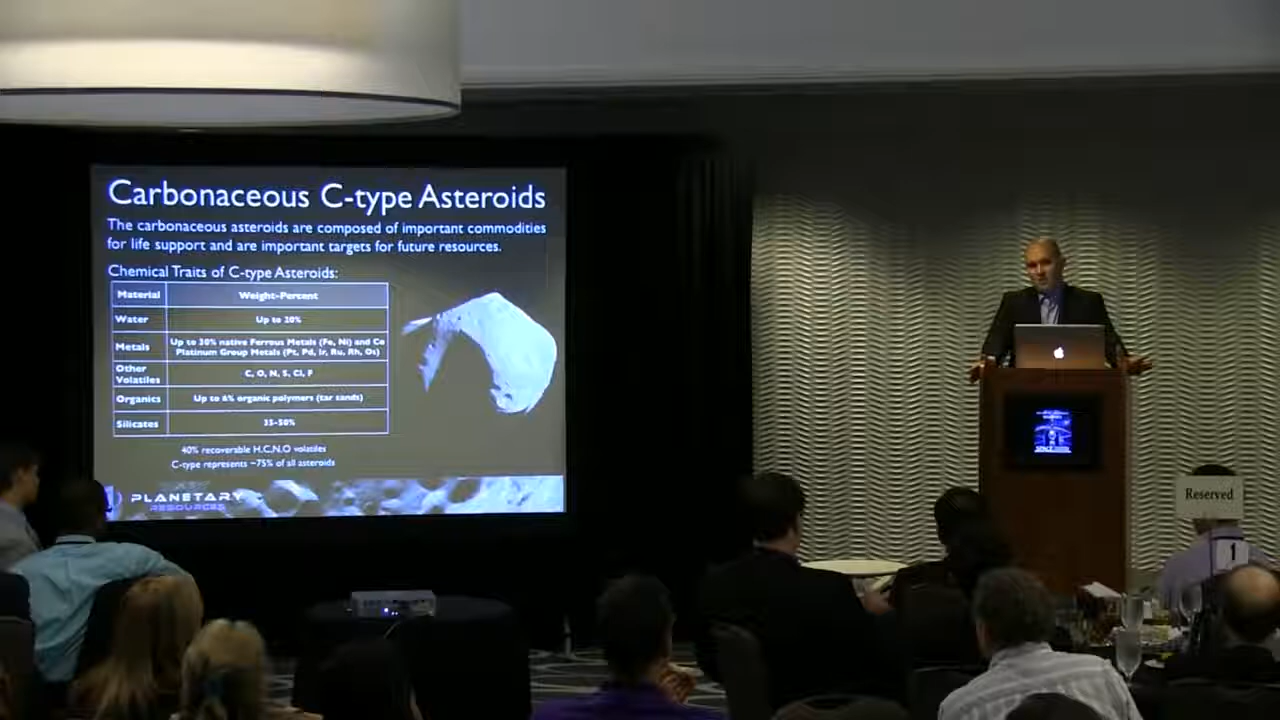 Carbonaceous C-type Asteroids
The carbonaceous asteroids are composed of important commodities
for life support and are important targets for future resources.
Chemical Traits of C-type Asteroids:
Material Weight-Percent
Water Up to 20%
Metals Up to 30% native Ferrous Metals (Fe, Ni) and Co
Platinum Group Metals (Pt, Pd, Ir, Ru, Rh, Os)
Other Volatiles C, O, N, S, Cl, F
Organics Up to 6% organic polymers (tar sands)
Silicates 35-50%
40% recoverable H,C,N,O volatiles
C-type represents ~75% of all asteroids
PLANETARY
RESOURCES
Reserved
1